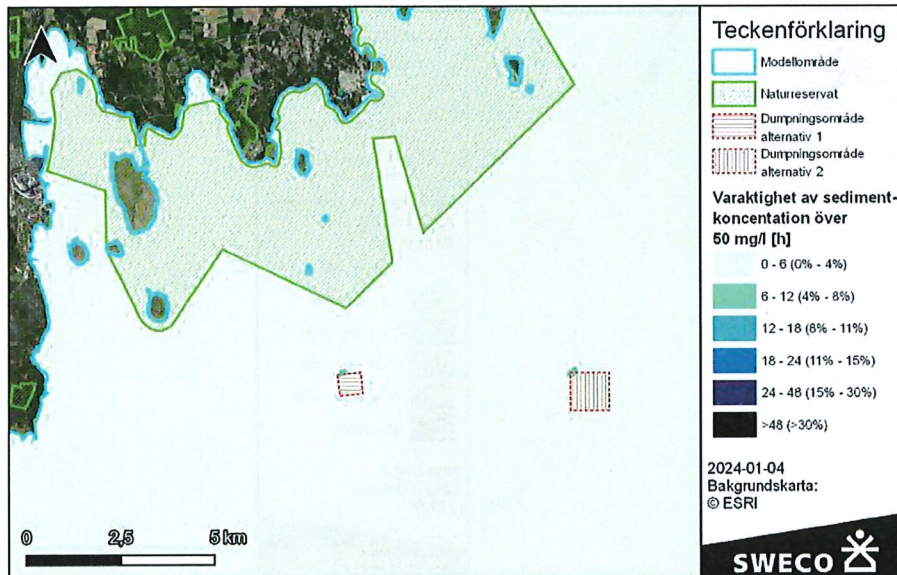 Teckenförklaring
Modellområde
Naturreservat
Dumpningsområde
alternativ 1
Dumpningsområde
alternativ 2
Varaktighet av sediment-
koncentation över
50 mg/l [h]
0 - 6 (0% - 4%)
6 - 12 (4% - 8%)
12 - 18 (8% - 11%)
18 - 24 (11% - 15%)
24 - 48 (15% - 30%)
>48 (>30%)
2024-01-04
Bakgrundskarta:
© ESRI
0 2,5 5 km
SWECO